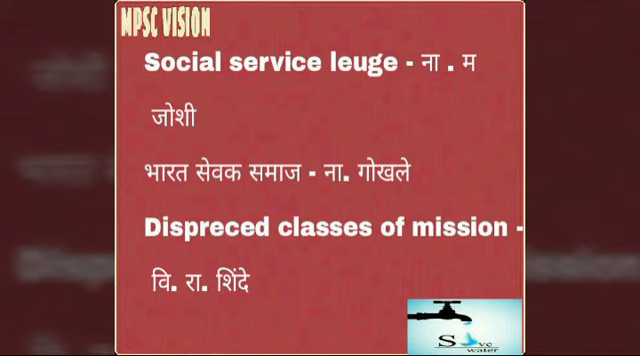 MPSC VISION
Social service leuge - ना . म
जोशी
भारत सेवक समाज - ना. गोखले
Dispreced classes of mission -
वि. रा. शिंदे
Save
water